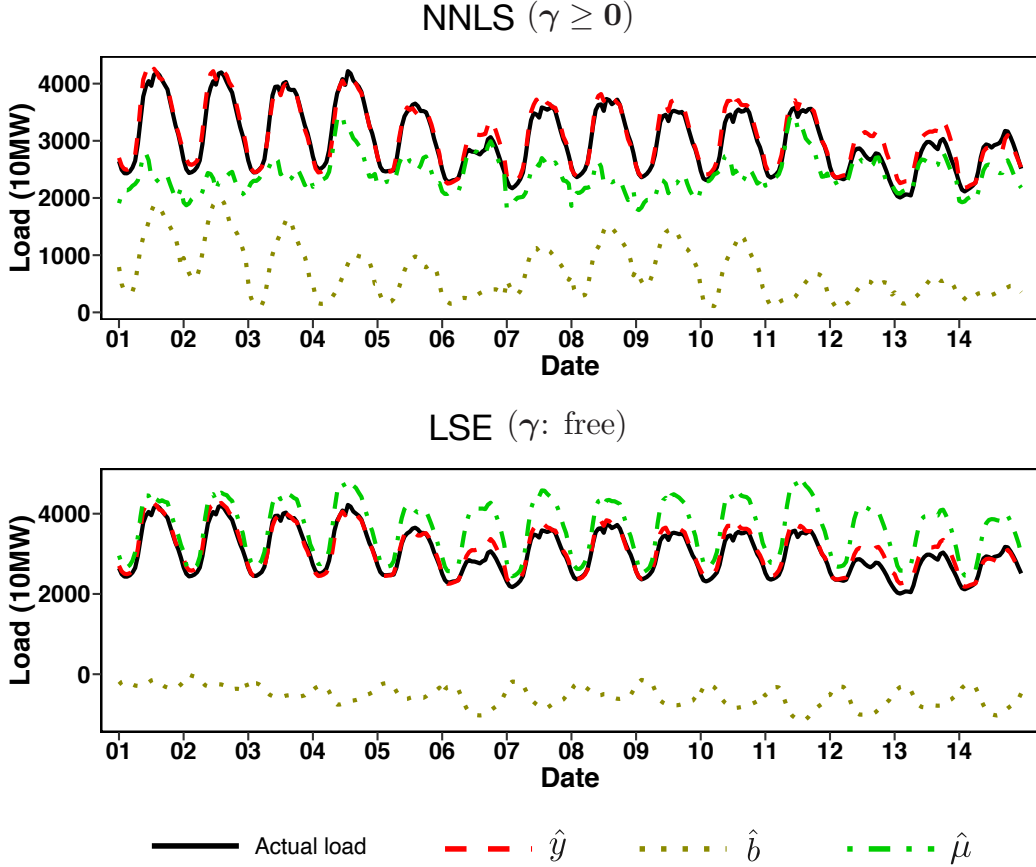 NNLS (γ ≥ 0)
Load (10MW)
4000
3000
2000
1000
0
01 02 03 04 05 06 07 08 09 10 11 12 13 14
Date
LSE (γ: free)
Load (10MW)
4000
2000
0
01 02 03 04 05 06 07 08 09 10 11 12 13 14
Date
Actual load ŷ b̂ μ̂